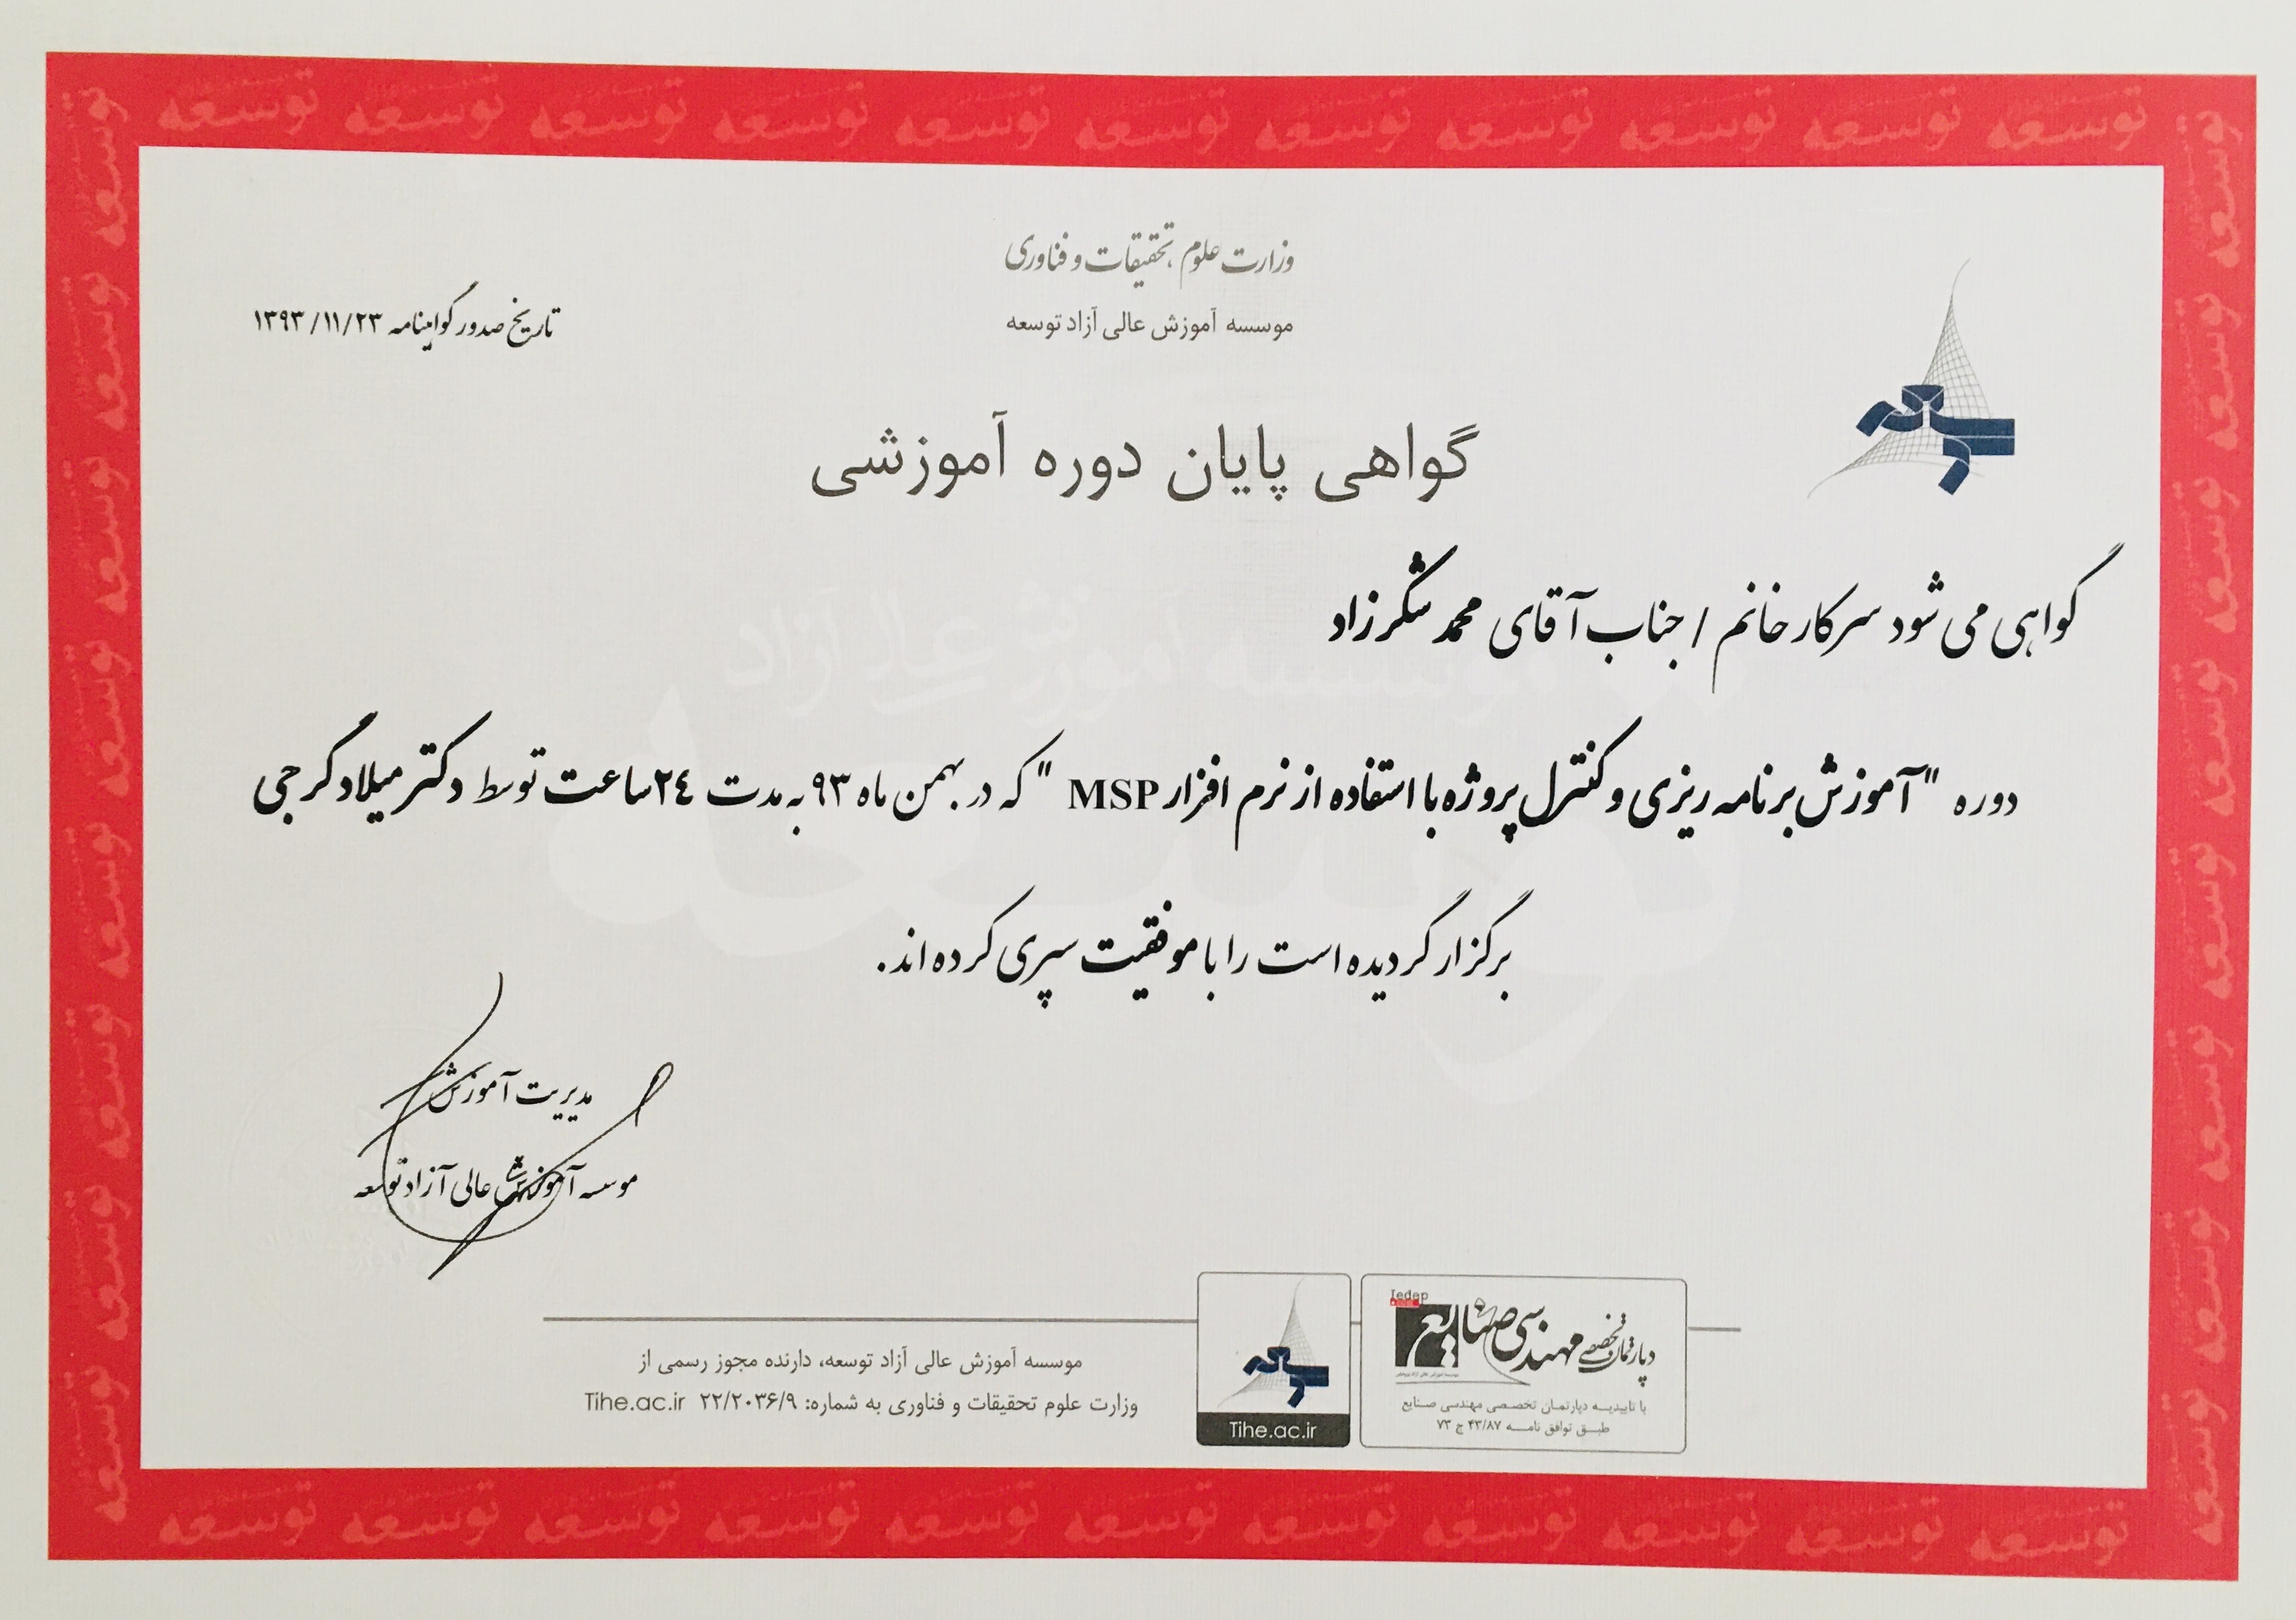 وزارت علوم، تحقیقات و فناوری
موسسه آموزش عالی آزاد توسعه
تاریخ صدور گواهینامه ۱۳۹۳/۱۱/۲۳
گواهی پایان دوره آموزشی
گواهی می شود سرکار خانم / جناب آقای محمد شکرزاد
دوره "آموزش برنامه ریزی و کنترل پروژه با استفاده از نرم افزار MSP " که در بهمن ماه ۹۳ به مدت ۲٤ ساعت توسط دکتر میلاد گرجی
برگزار گردیده است را با موفقیت سپری کرده اند.
مدیریت آموزش
موسسه آموزش عالی آزاد توسعه
Iedep
دپارتمان تخصصی مهندسی صنایع
با تاییدیه دپارتمان تخصصی مهندسی صنایع
طبق توافق نامه ۴۳/۸۷ ج ۷۳
Tihe.ac.ir
موسسه آموزش عالی آزاد توسعه، دارنده مجوز رسمی از
وزارت علوم تحقیقات و فناوری به شماره: ۲۲/۲۰۳۶/۹ Tihe.ac.ir